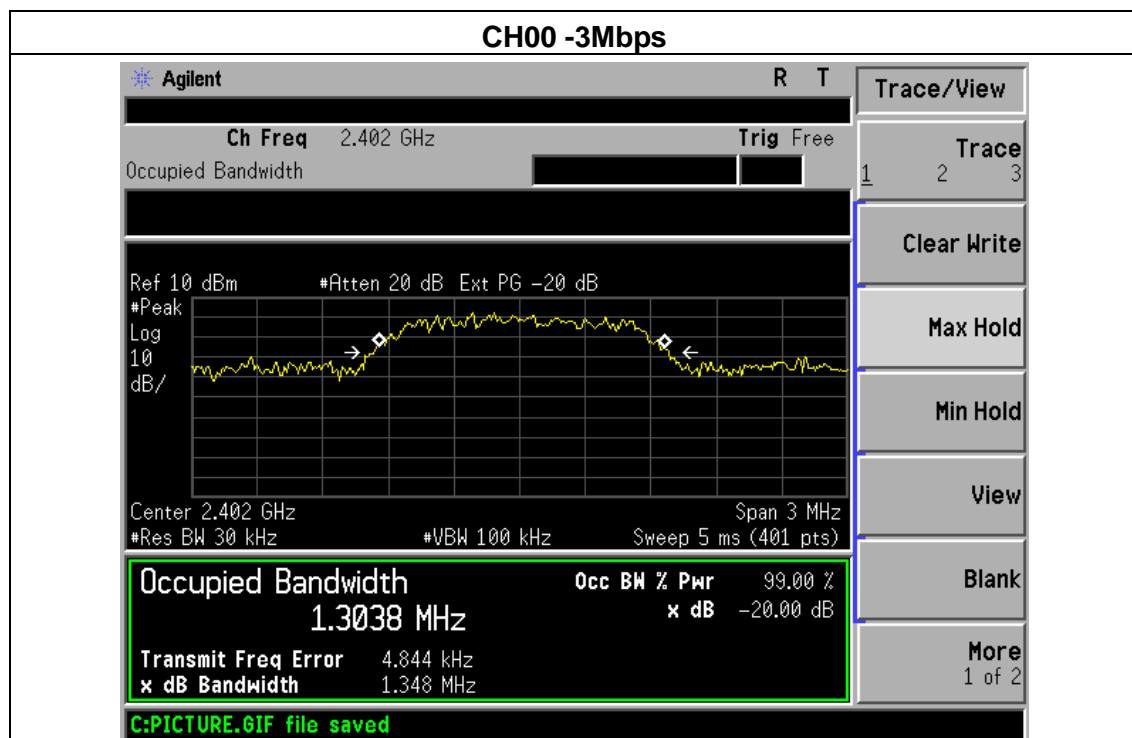 CH00 -3Mbps
Agilent R T
Trace/View
Ch Freq 2.402 GHz Trig Free
Occupied Bandwidth
Trace
1 2 3
Clear Write
Ref 10 dBm #Atten 20 dB Ext PG -20 dB
#Peak
Log
10
dB/
Max Hold
Min Hold
View
Center 2.402 GHz Span 3 MHz
#Res BW 30 kHz #VBW 100 kHz Sweep 5 ms (401 pts)
Occupied Bandwidth Occ BW % Pwr 99.00 %
1.3038 MHz x dB -20.00 dB
Blank
Transmit Freq Error 4.844 kHz
x dB Bandwidth 1.348 MHz
More
1 of 2
C:PICTURE.GIF file saved